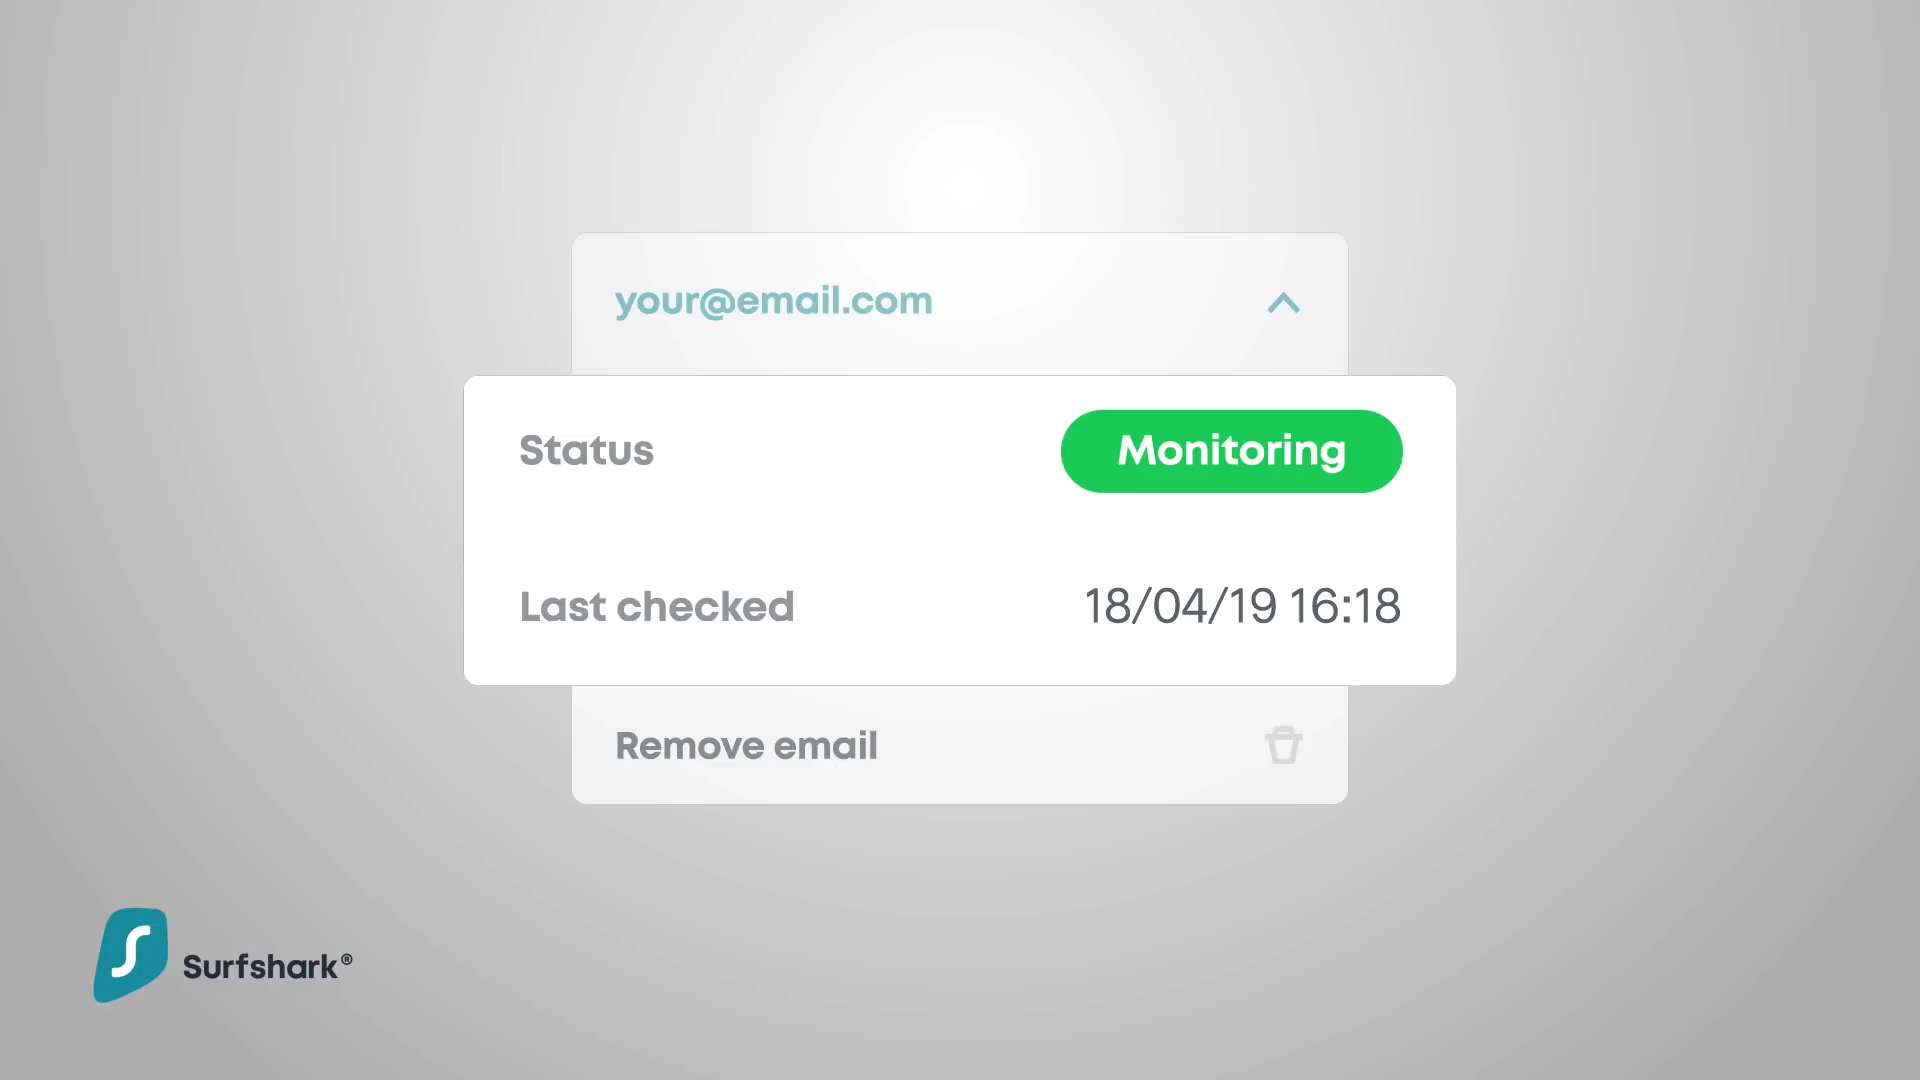 your@email.com
Status
Monitoring
Last checked
18/04/19 16:18
Remove email
Surfshark®